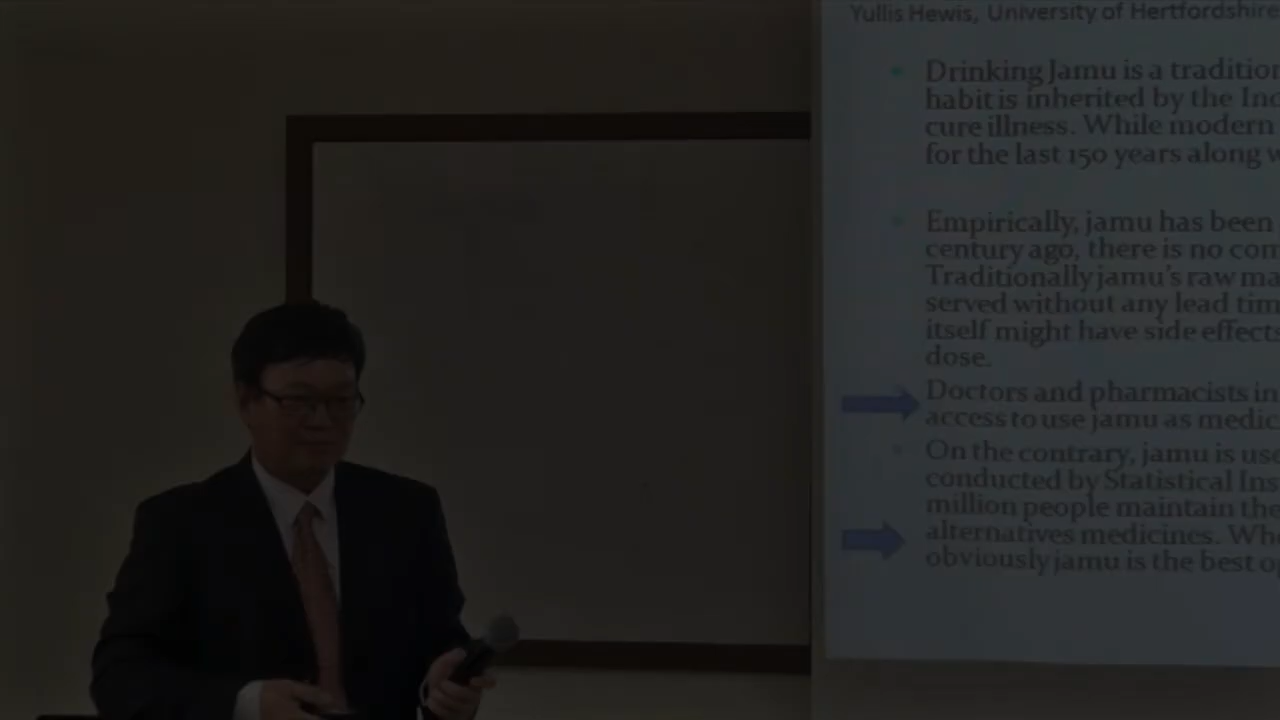 Yullis Hewis, University of Hertfordshire
Drinking Jamu is a tradition
habit is inherited by the Ind
cure illness. While modern
for the last 150 years along w
Empirically, jamu has been
century ago, there is no con
Traditionally jamu's raw ma
served without any lead tim
itself might have side effects
dose.
Doctors and pharmacists in
access to use jamu as medic
On the contrary, jamu is use
conducted by Statistical Ins
million people maintain the
alternatives medicines. Whe
obviously jamu is the best op